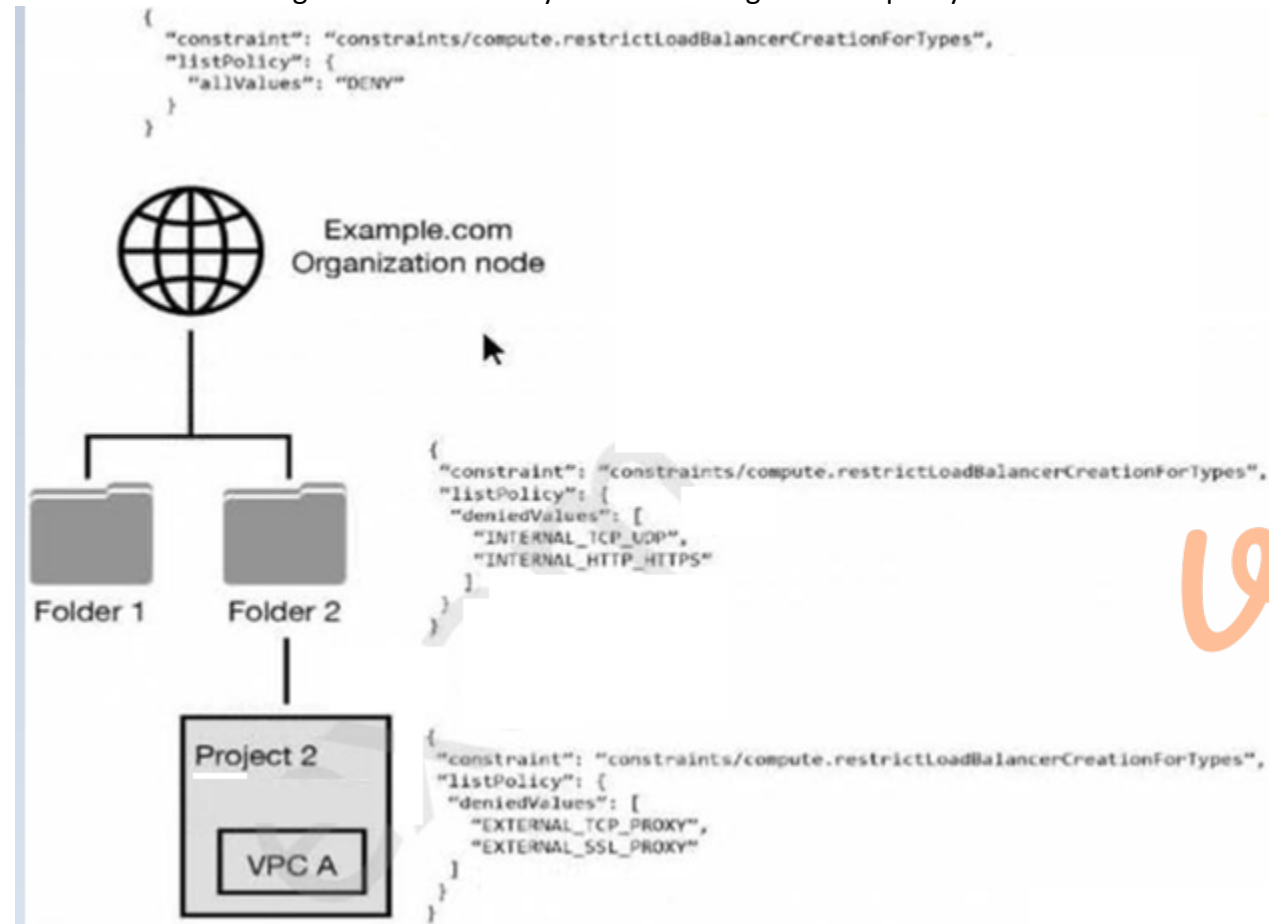 {
"constraint": "constraints/compute.restrictLoadBalancerCreationForTypes",
"listPolicy": {
"allValues": "DENY"
}
}
Example.com
Organization node
{
"constraint": "constraints/compute.restrictLoadBalancerCreationForTypes",
"listPolicy": {
"deniedValues": [
"INTERNAL_TCP_UDP",
"INTERNAL_HTTP_HTTPS"
]
}
}
Folder 1
Folder 2
Project 2
VPC A
{
"constraint": "constraints/compute.restrictLoadBalancerCreationForTypes",
"listPolicy": {
"deniedValues": [
"EXTERNAL_TCP_PROXY",
"EXTERNAL_SSL_PROXY"
]
}
}